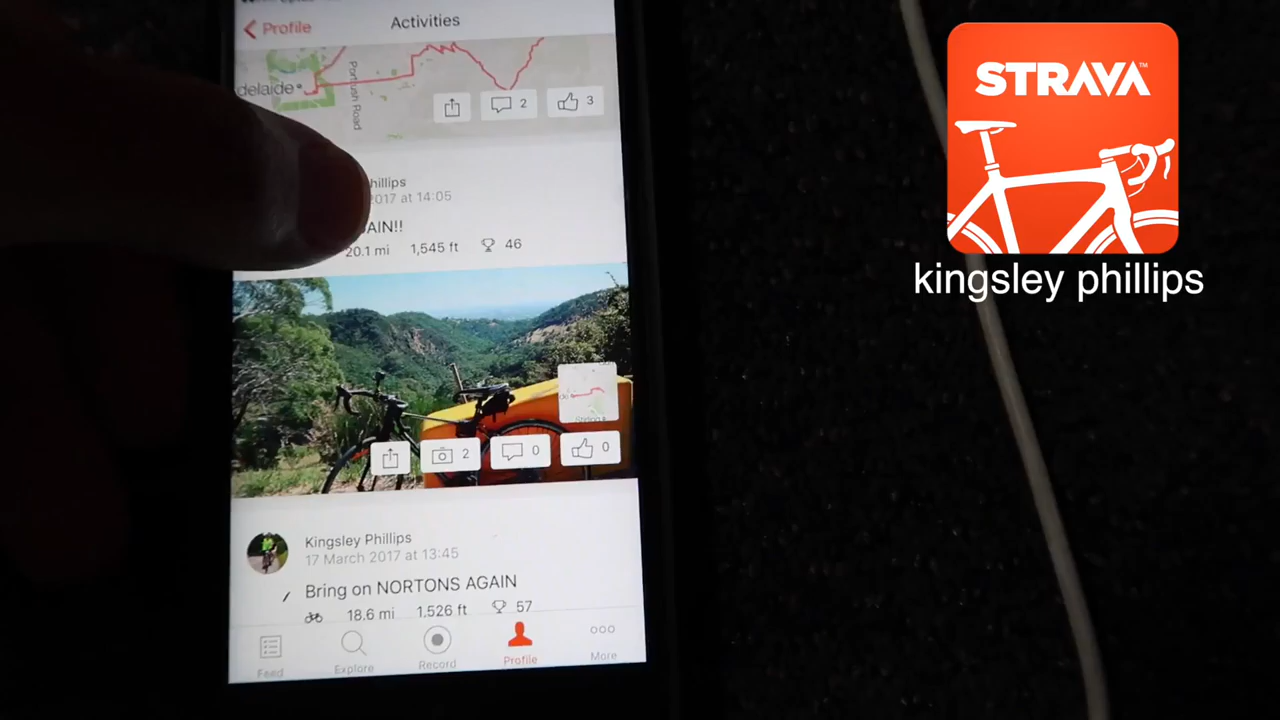 Profile
Activities
delaide
Portrush Road
2
3
hillips
2017 at 14:05
AIN!!
20.1 mi 1,545 ft 46
2
0
0
Kingsley Phillips
17 March 2017 at 13:45
Bring on NORTONS AGAIN
18.6 mi 1,526 ft 57
Feed
Explore
Record
Profile
More
STRAVA™
kingsley phillips